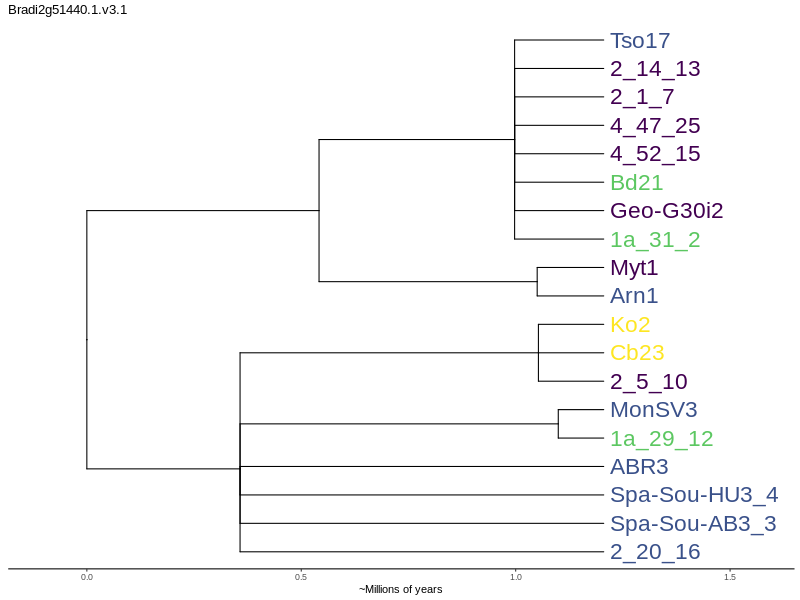 Bradi2g51440.1.v3.1
Tso17
2_14_13
2_1_7
4_47_25
4_52_15
Bd21
Geo-G30i2
1a_31_2
Myt1
Arn1
Ko2
Cb23
2_5_10
MonSV3
1a_29_12
ABR3
Spa-Sou-HU3_4
Spa-Sou-AB3_3
2_20_16
0.0 0.5 1.0 1.5
~Millions of years